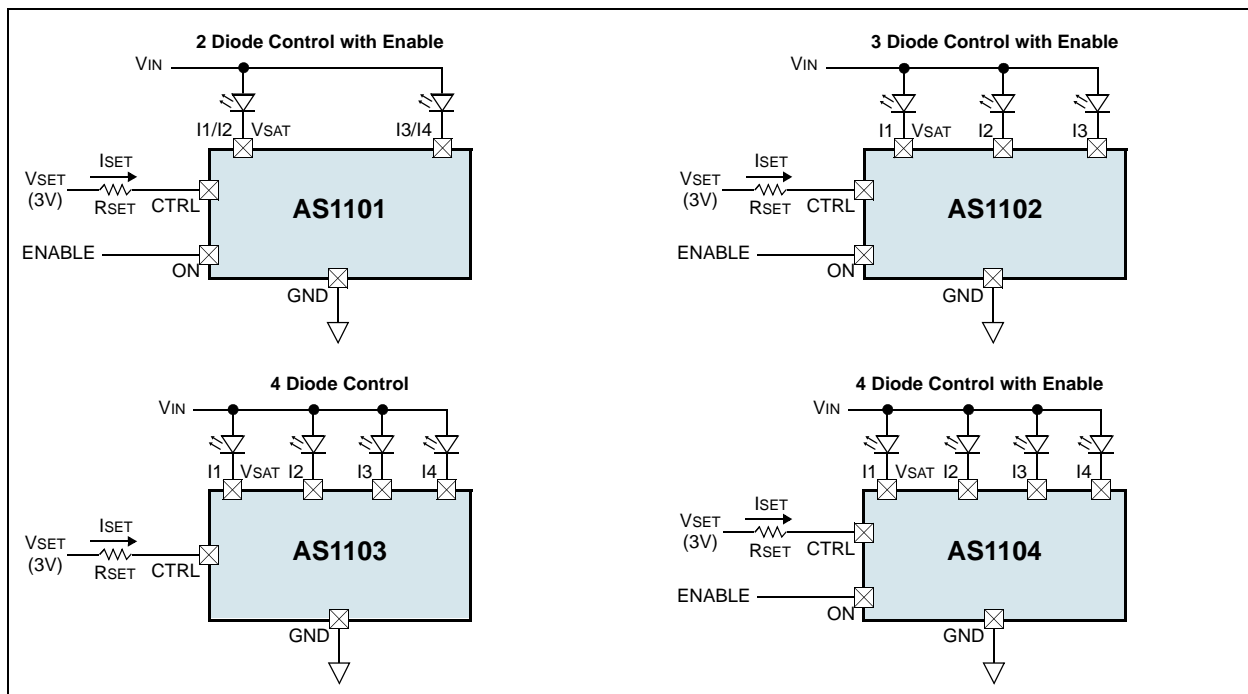 2 Diode Control with Enable
VIN
I1/I2 VSAT I3/I4
ISET
VSET
(3V)
RSET
CTRL
AS1101
ENABLE
ON
GND
3 Diode Control with Enable
VIN
I1 VSAT I2 I3
ISET
VSET
(3V)
RSET
CTRL
AS1102
ENABLE
ON
GND
4 Diode Control
VIN
I1 VSAT I2 I3 I4
ISET
VSET
(3V)
RSET
CTRL
AS1103
GND
4 Diode Control with Enable
VIN
I1 VSAT I2 I3 I4
ISET
VSET
(3V)
RSET
CTRL
AS1104
ENABLE
ON
GND